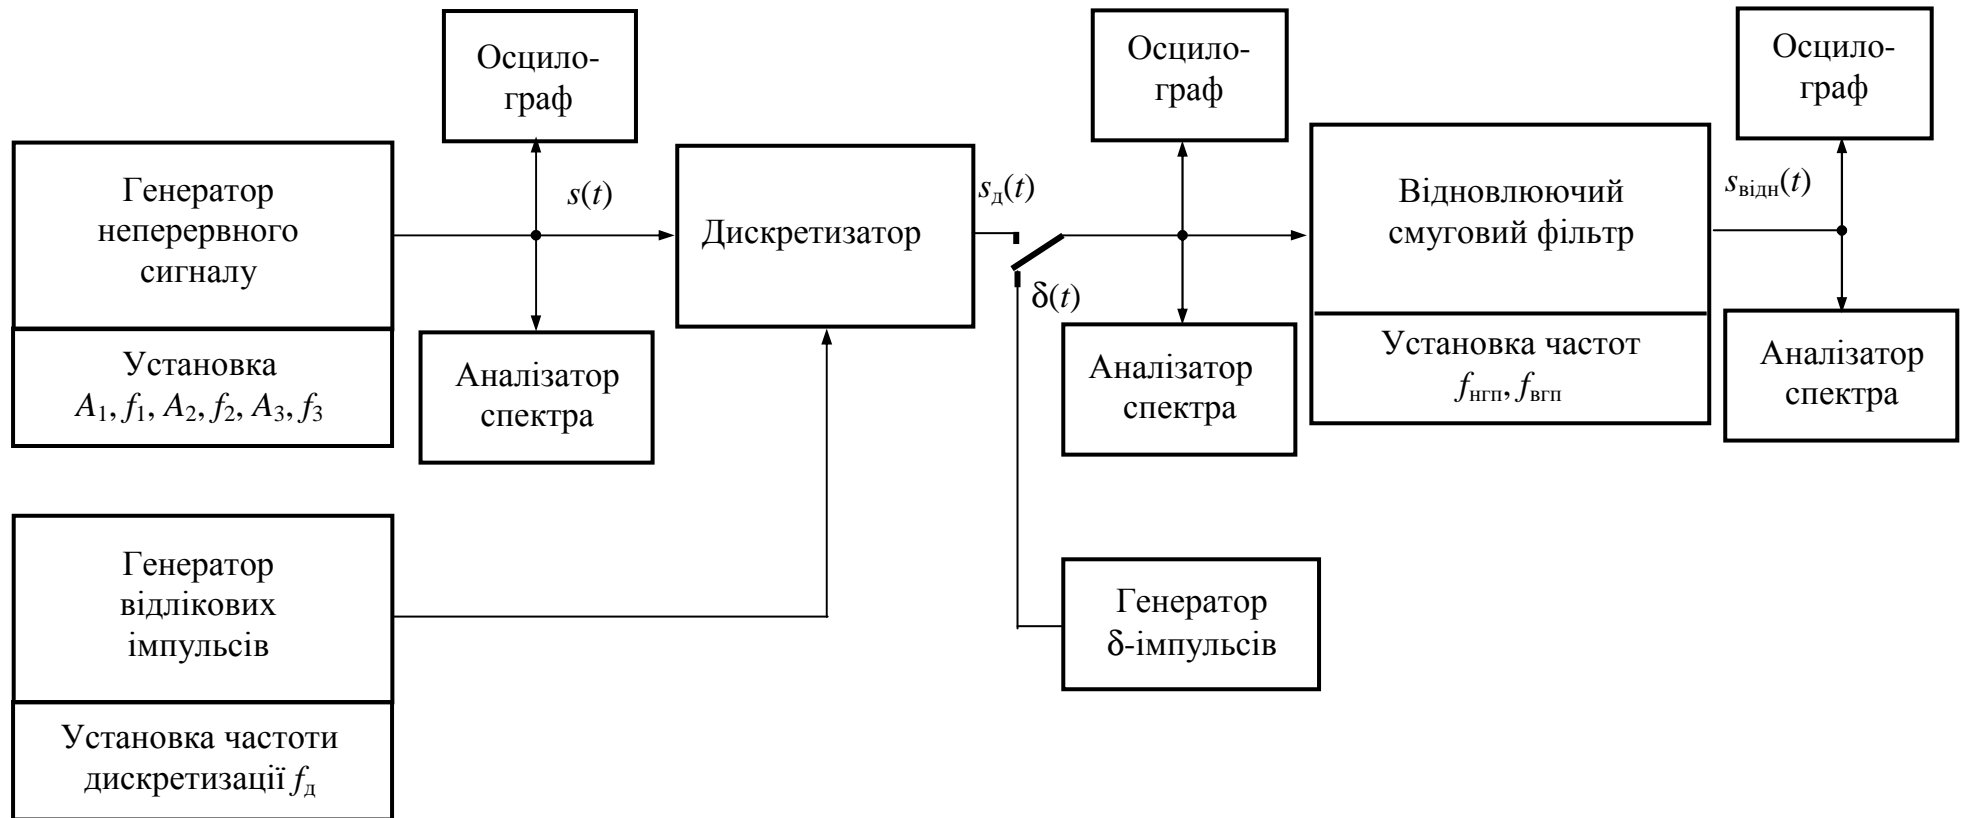 Осцило-
граф
Осцило-
граф
Осцило-
граф
Генератор
неперервного
сигналу
s(t)
Дискретизатор
sд(t)
Відновлюючий
смуговий фільтр
sвідн(t)
δ(t)
Установка
A1, f1, A2, f2, A3, f3
Аналізатор
спектра
Аналізатор
спектра
Установка частот
fнгп, fвгп
Аналізатор
спектра
Генератор
відлікових
імпульсів
Генератор
δ-імпульсів
Установка частоти
дискретизації fд